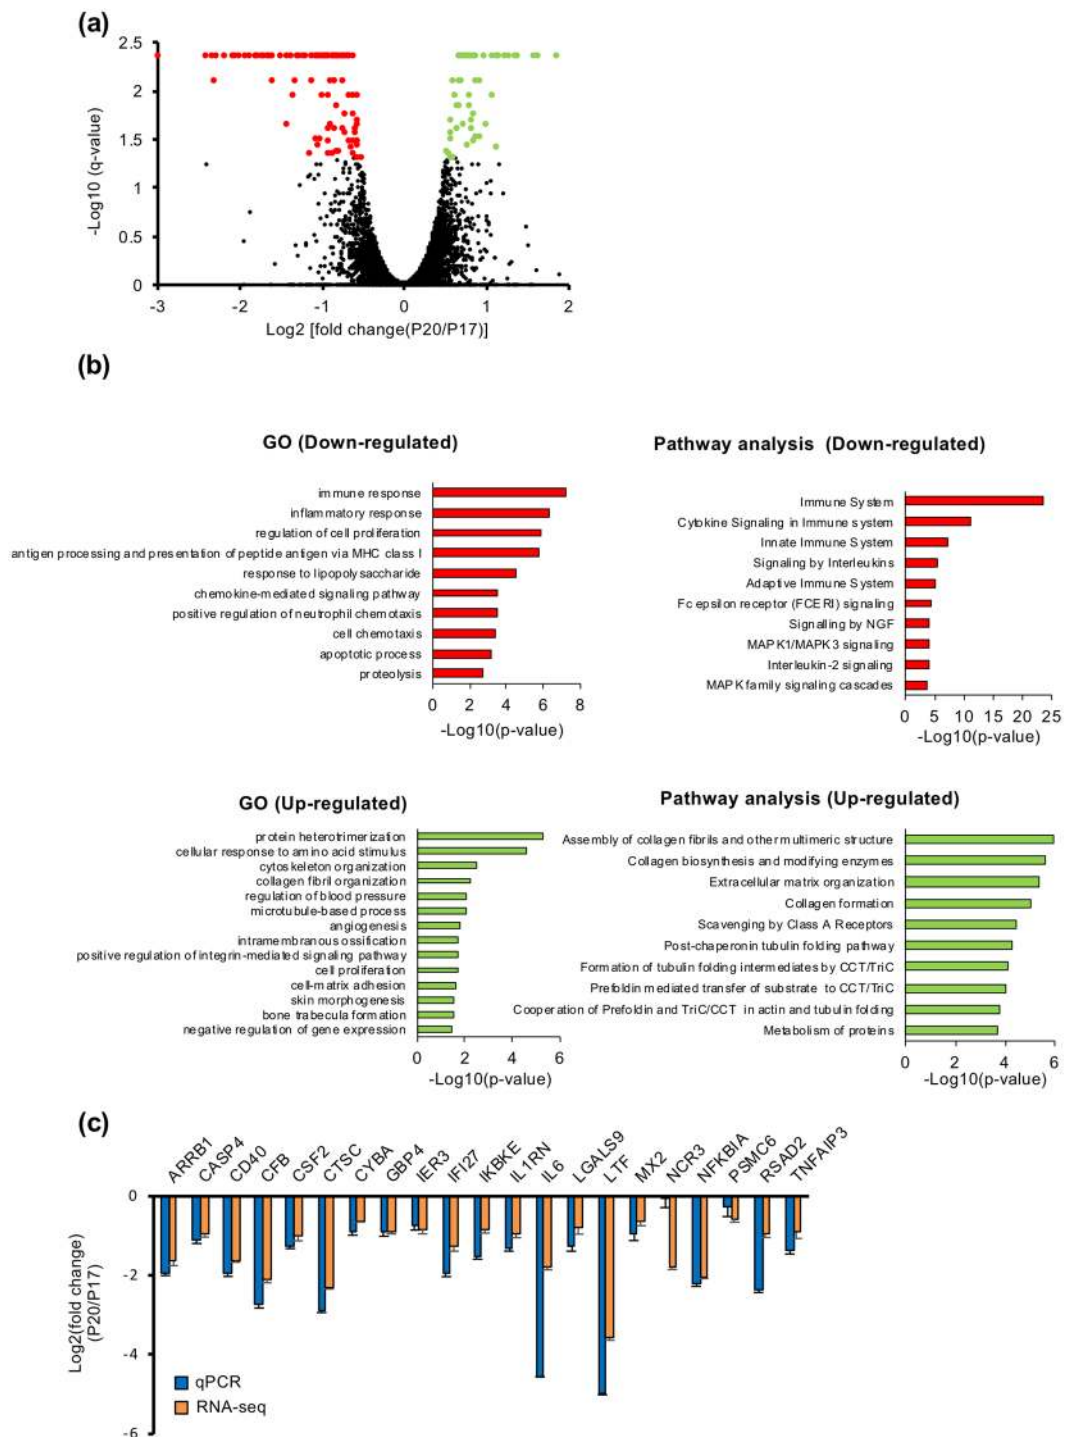 (a)
2.5
2
1.5
1
0.5
0
-Log10 (q-value)
-3 -2 -1 0 1 2
Log2 [fold change(P20/P17)]
(b)
GO (Down-regulated)
immune response
inflammatory response
regulation of cell proliferation
antigen processing and presentation of peptide antigen via MHC class I
response to lipopolysaccharide
chemokine-mediated signaling pathway
positive regulation of neutrophil chemotaxis
cell chemotaxis
apoptotic process
proteolysis
0 2 4 6 8
-Log10(p-value)
Pathway analysis (Down-regulated)
Immune System
Cytokine Signaling in Immune system
Innate Immune System
Signaling by Interleukins
Adaptive Immune System
Fc epsilon receptor (FCERI) signaling
Signalling by NGF
MAPK1/MAPK3 signaling
Interleukin-2 signaling
MAPK family signaling cascades
0 5 10 15 20 25
-Log10(p-value)
GO (Up-regulated)
protein heterotrimerization
cellular response to amino acid stimulus
cytoskeleton organization
collagen fibril organization
regulation of blood pressure
microtubule-based process
angiogenesis
intramembranous ossification
positive regulation of integrin-mediated signaling pathway
cell proliferation
cell-matrix adhesion
skin morphogenesis
bone trabecula formation
negative regulation of gene expression
0 2 4 6
-Log10(p-value)
Pathway analysis (Up-regulated)
Assembly of collagen fibrils and other multimeric structure
Collagen biosynthesis and modifying enzymes
Extracellular matrix organization
Collagen formation
Scavenging by Class A Receptors
Post-chaperonin tubulin folding pathway
Formation of tubulin folding intermediates by CCT/TriC
Prefoldin mediated transfer of substrate to CCT/TriC
Cooperation of Prefoldin and TriC/CCT in actin and tubulin folding
Metabolism of proteins
0 2 4 6
-Log10(p-value)
(c)
ARRB1 CASP4 CD40 CFB CSF2 CTSC CYBA GBP4 IER3 IFI27 IKBKE IL1RN IL6 LGALS9 LTF MX2 NCR3 NFKBIA PSMC6 RSAD2 TNFAIP3
0
-2
-4
-6
Log2(fold change)
(P20/P17)
qPCR
RNA-seq